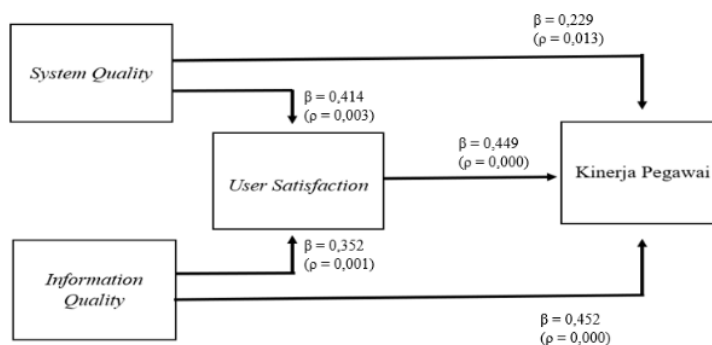 β = 0,229
(ρ = 0,013)
System Quality
β = 0,414
(ρ = 0,003)
β = 0,449
(ρ = 0,000)
User Satisfaction
Kinerja Pegawai
β = 0,352
(ρ = 0,001)
Information
Quality
β = 0,452
(ρ = 0,000)